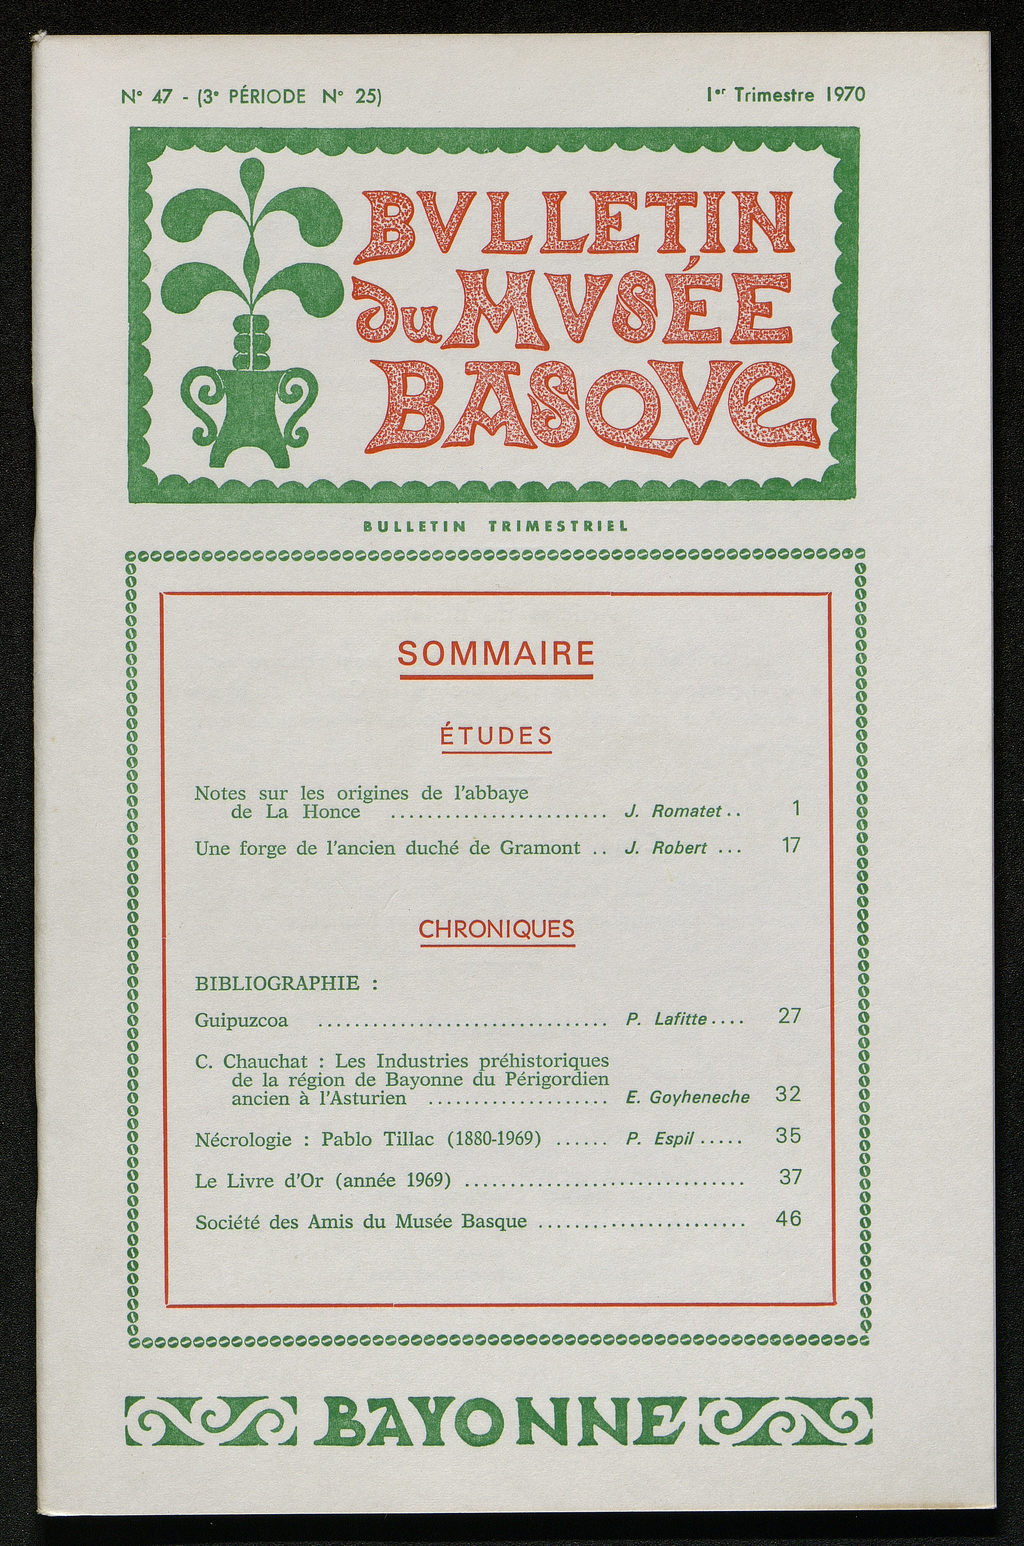 N° 47 - (3e PÉRIODE N° 25)
1er Trimestre 1970
BVLLETIN
du MVSÉE
BASQVE
BULLETIN TRIMESTRIEL
SOMMAIRE
ÉTUDES
Notes sur les origines de l'abbaye
de La Honce ........................ J. Romatet .. 1
Une forge de l'ancien duché de Gramont .. J. Robert ... 17
CHRONIQUES
BIBLIOGRAPHIE :
Guipuzcoa ................................ P. Lafitte .... 27
C. Chauchat : Les Industries préhistoriques
de la région de Bayonne du Périgordien
ancien à l'Asturien .................... E. Goyheneche 32
Nécrologie : Pablo Tillac (1880-1969) ...... P. Espil ..... 35
Le Livre d'Or (année 1969) ............................... 37
Société des Amis du Musée Basque ....................... 46
BAYONNE